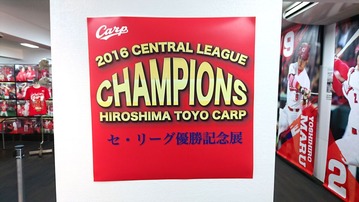 Carp
2016 CENTRAL LEAGUE
CHAMPIONS
HIROSHIMA TOYO CARP
セ・リーグ優勝記念展
9
YOSHIHIRO
MARU